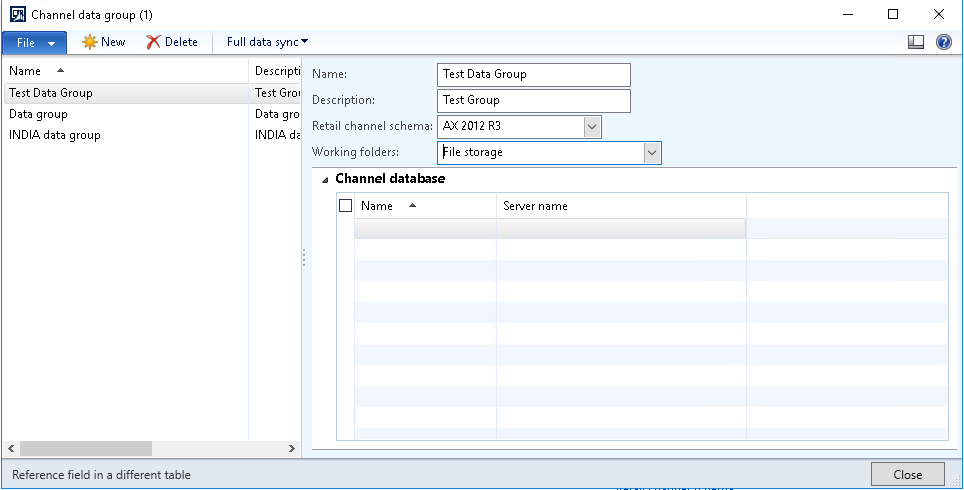 Channel data group (1)
File New Delete Full data sync
Name Descripti
Test Data Group Test Grou
Data group Data gro
INDIA data group INDIA da
Name: Test Data Group
Description: Test Group
Retail channel schema: AX 2012 R3
Working folders: File storage
Channel database
Name Server name
Reference field in a different table
Close